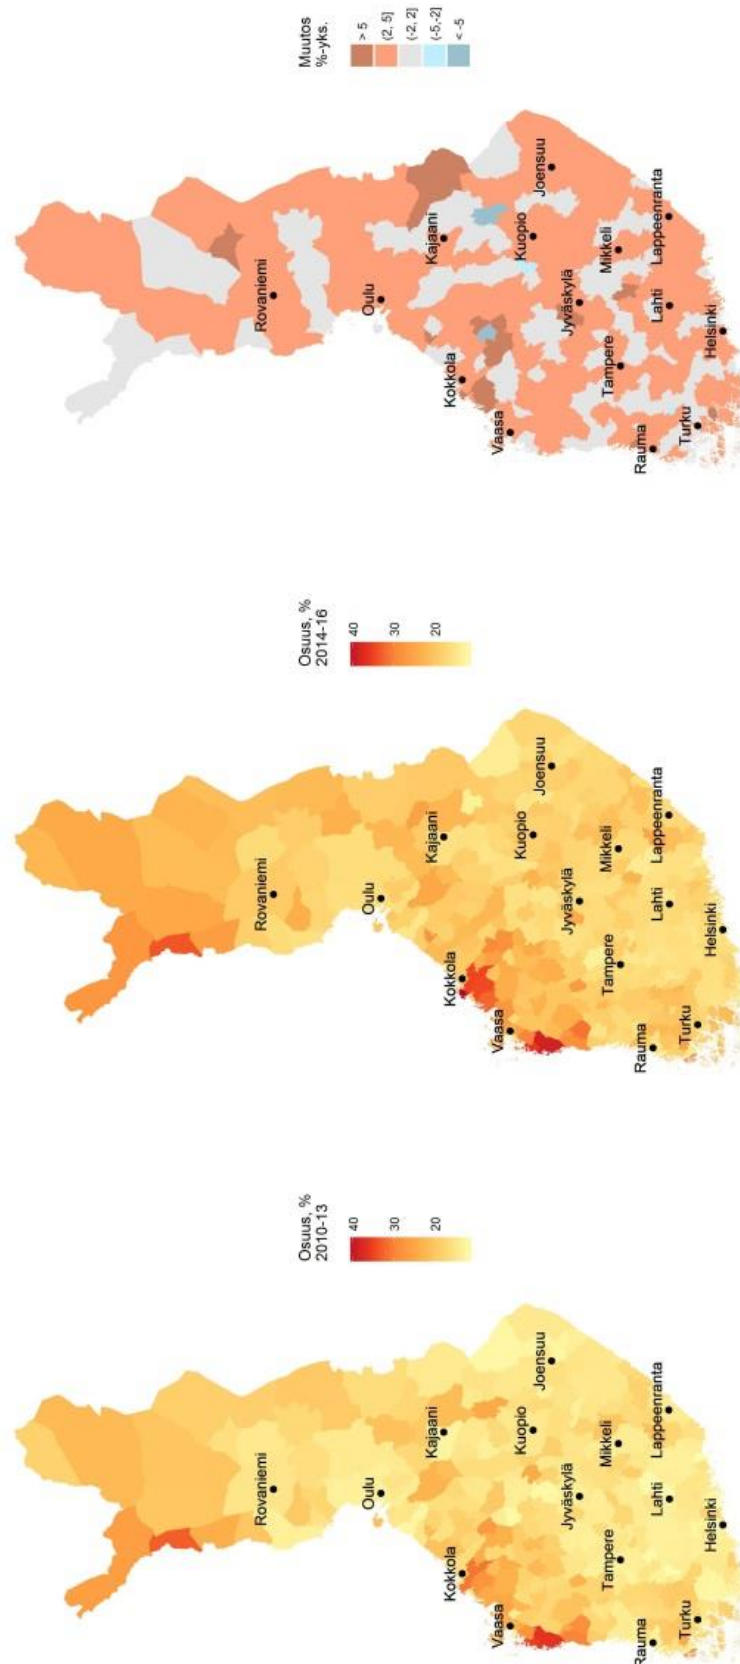 Osuus, %
2010-13
40
30
20
Rovaniemi
Oulu
Kajaani
Kokkola
Vaasa
Kuopio
Joensuu
Jyväskylä
Mikkeli
Tampere
Rauma
Lahti
Lappeenranta
Turku
Helsinki
Osuus, %
2014-16
40
30
20
Rovaniemi
Oulu
Kajaani
Kokkola
Vaasa
Kuopio
Joensuu
Jyväskylä
Mikkeli
Tampere
Rauma
Lahti
Lappeenranta
Turku
Helsinki
Muutos
%-yks.
> 5
(2, 5]
(-2, 2]
(-5,-2]
< -5
Rovaniemi
Oulu
Kajaani
Kokkola
Vaasa
Kuopio
Joensuu
Jyväskylä
Mikkeli
Tampere
Rauma
Lahti
Lappeenranta
Turku
Helsinki